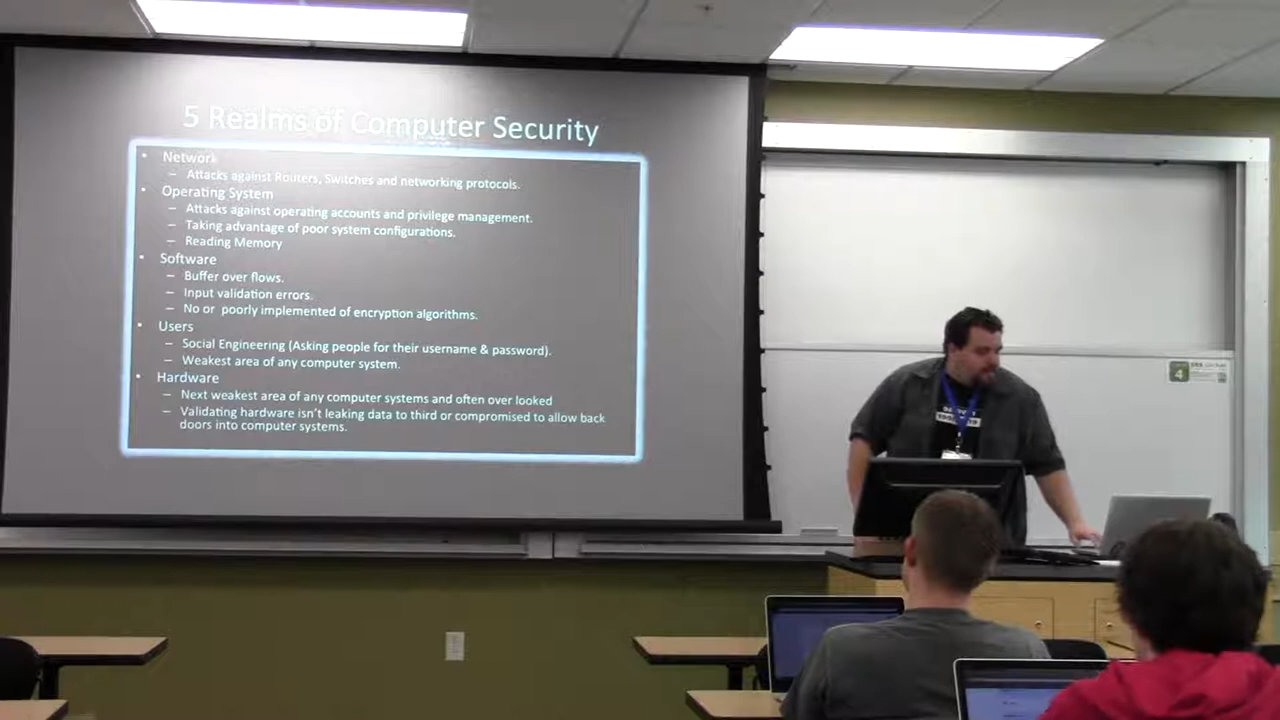 5 Realms of Computer Security
• Network
– Attacks against Routers, Switches and networking protocols.
• Operating System
– Attacks against operating accounts and privilege management.
– Taking advantage of poor system configurations.
– Reading Memory
• Software
– Buffer over flows.
– Input validation errors.
– No or poorly implemented of encryption algorithms.
• Users
– Social Engineering (Asking people for their username & password).
– Weakest area of any computer system.
• Hardware
– Next weakest area of any computer systems and often over looked
– Validating hardware isn't leaking data to third or compromised to allow back
doors into computer systems.
4